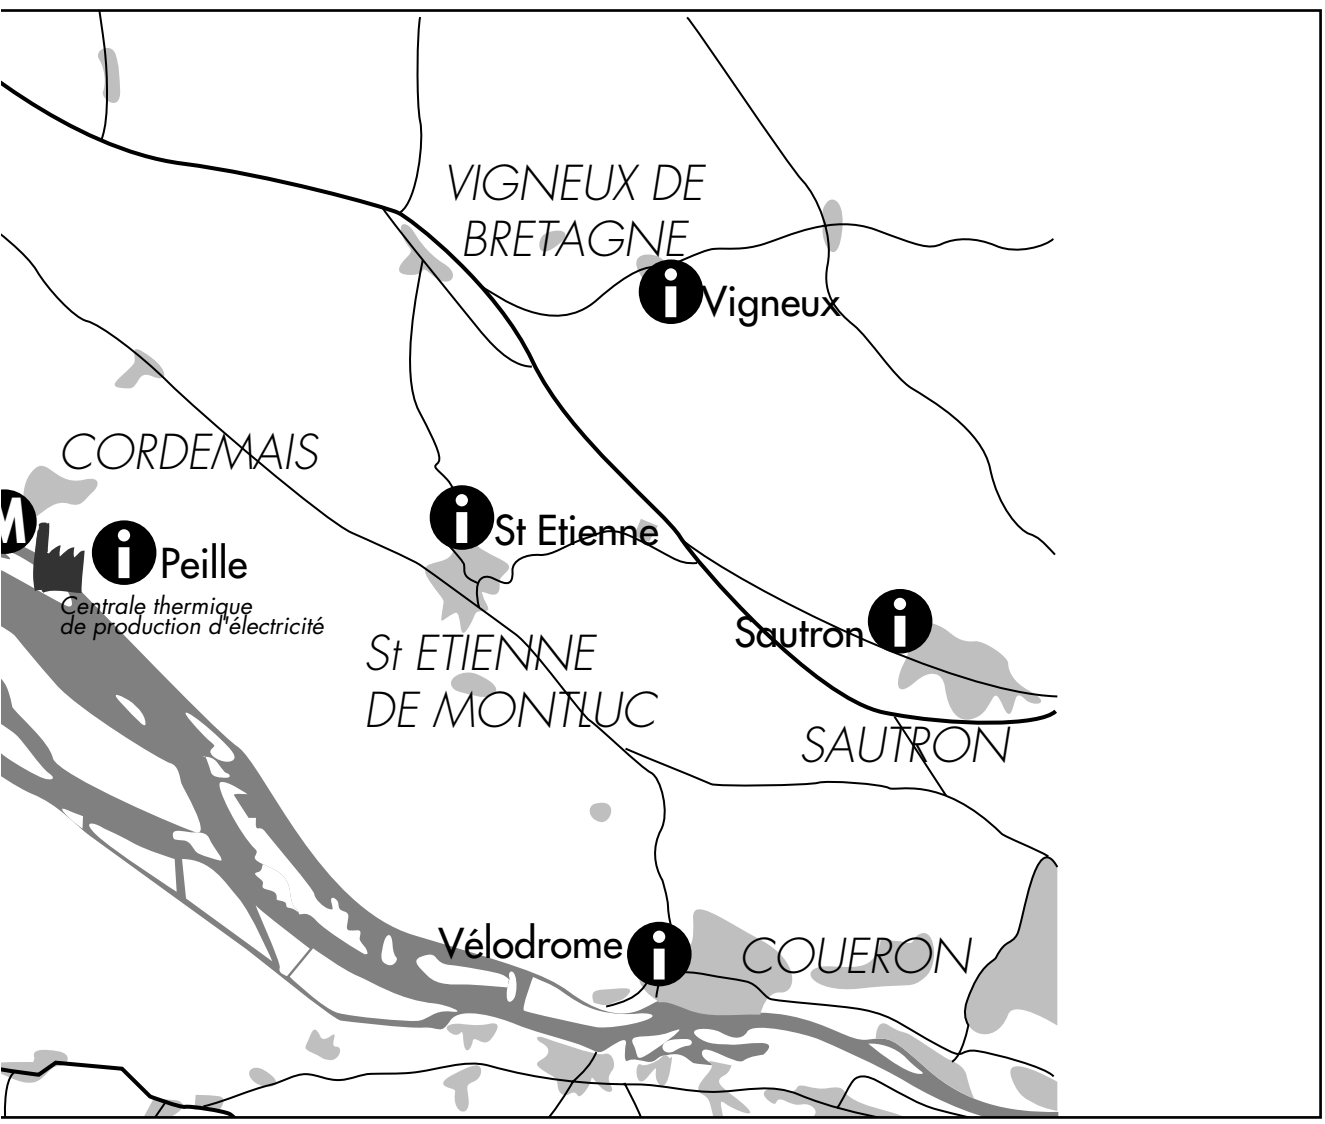 VIGNEUX DE
BRETAGNE
i Vigneux
CORDEMAIS
M
i Peille
Centrale thermique
de production d'électricité
i St Etienne
St ETIENNE
DE MONTLUC
Sautron i
SAUTRON
Vélodrome i
COUERON